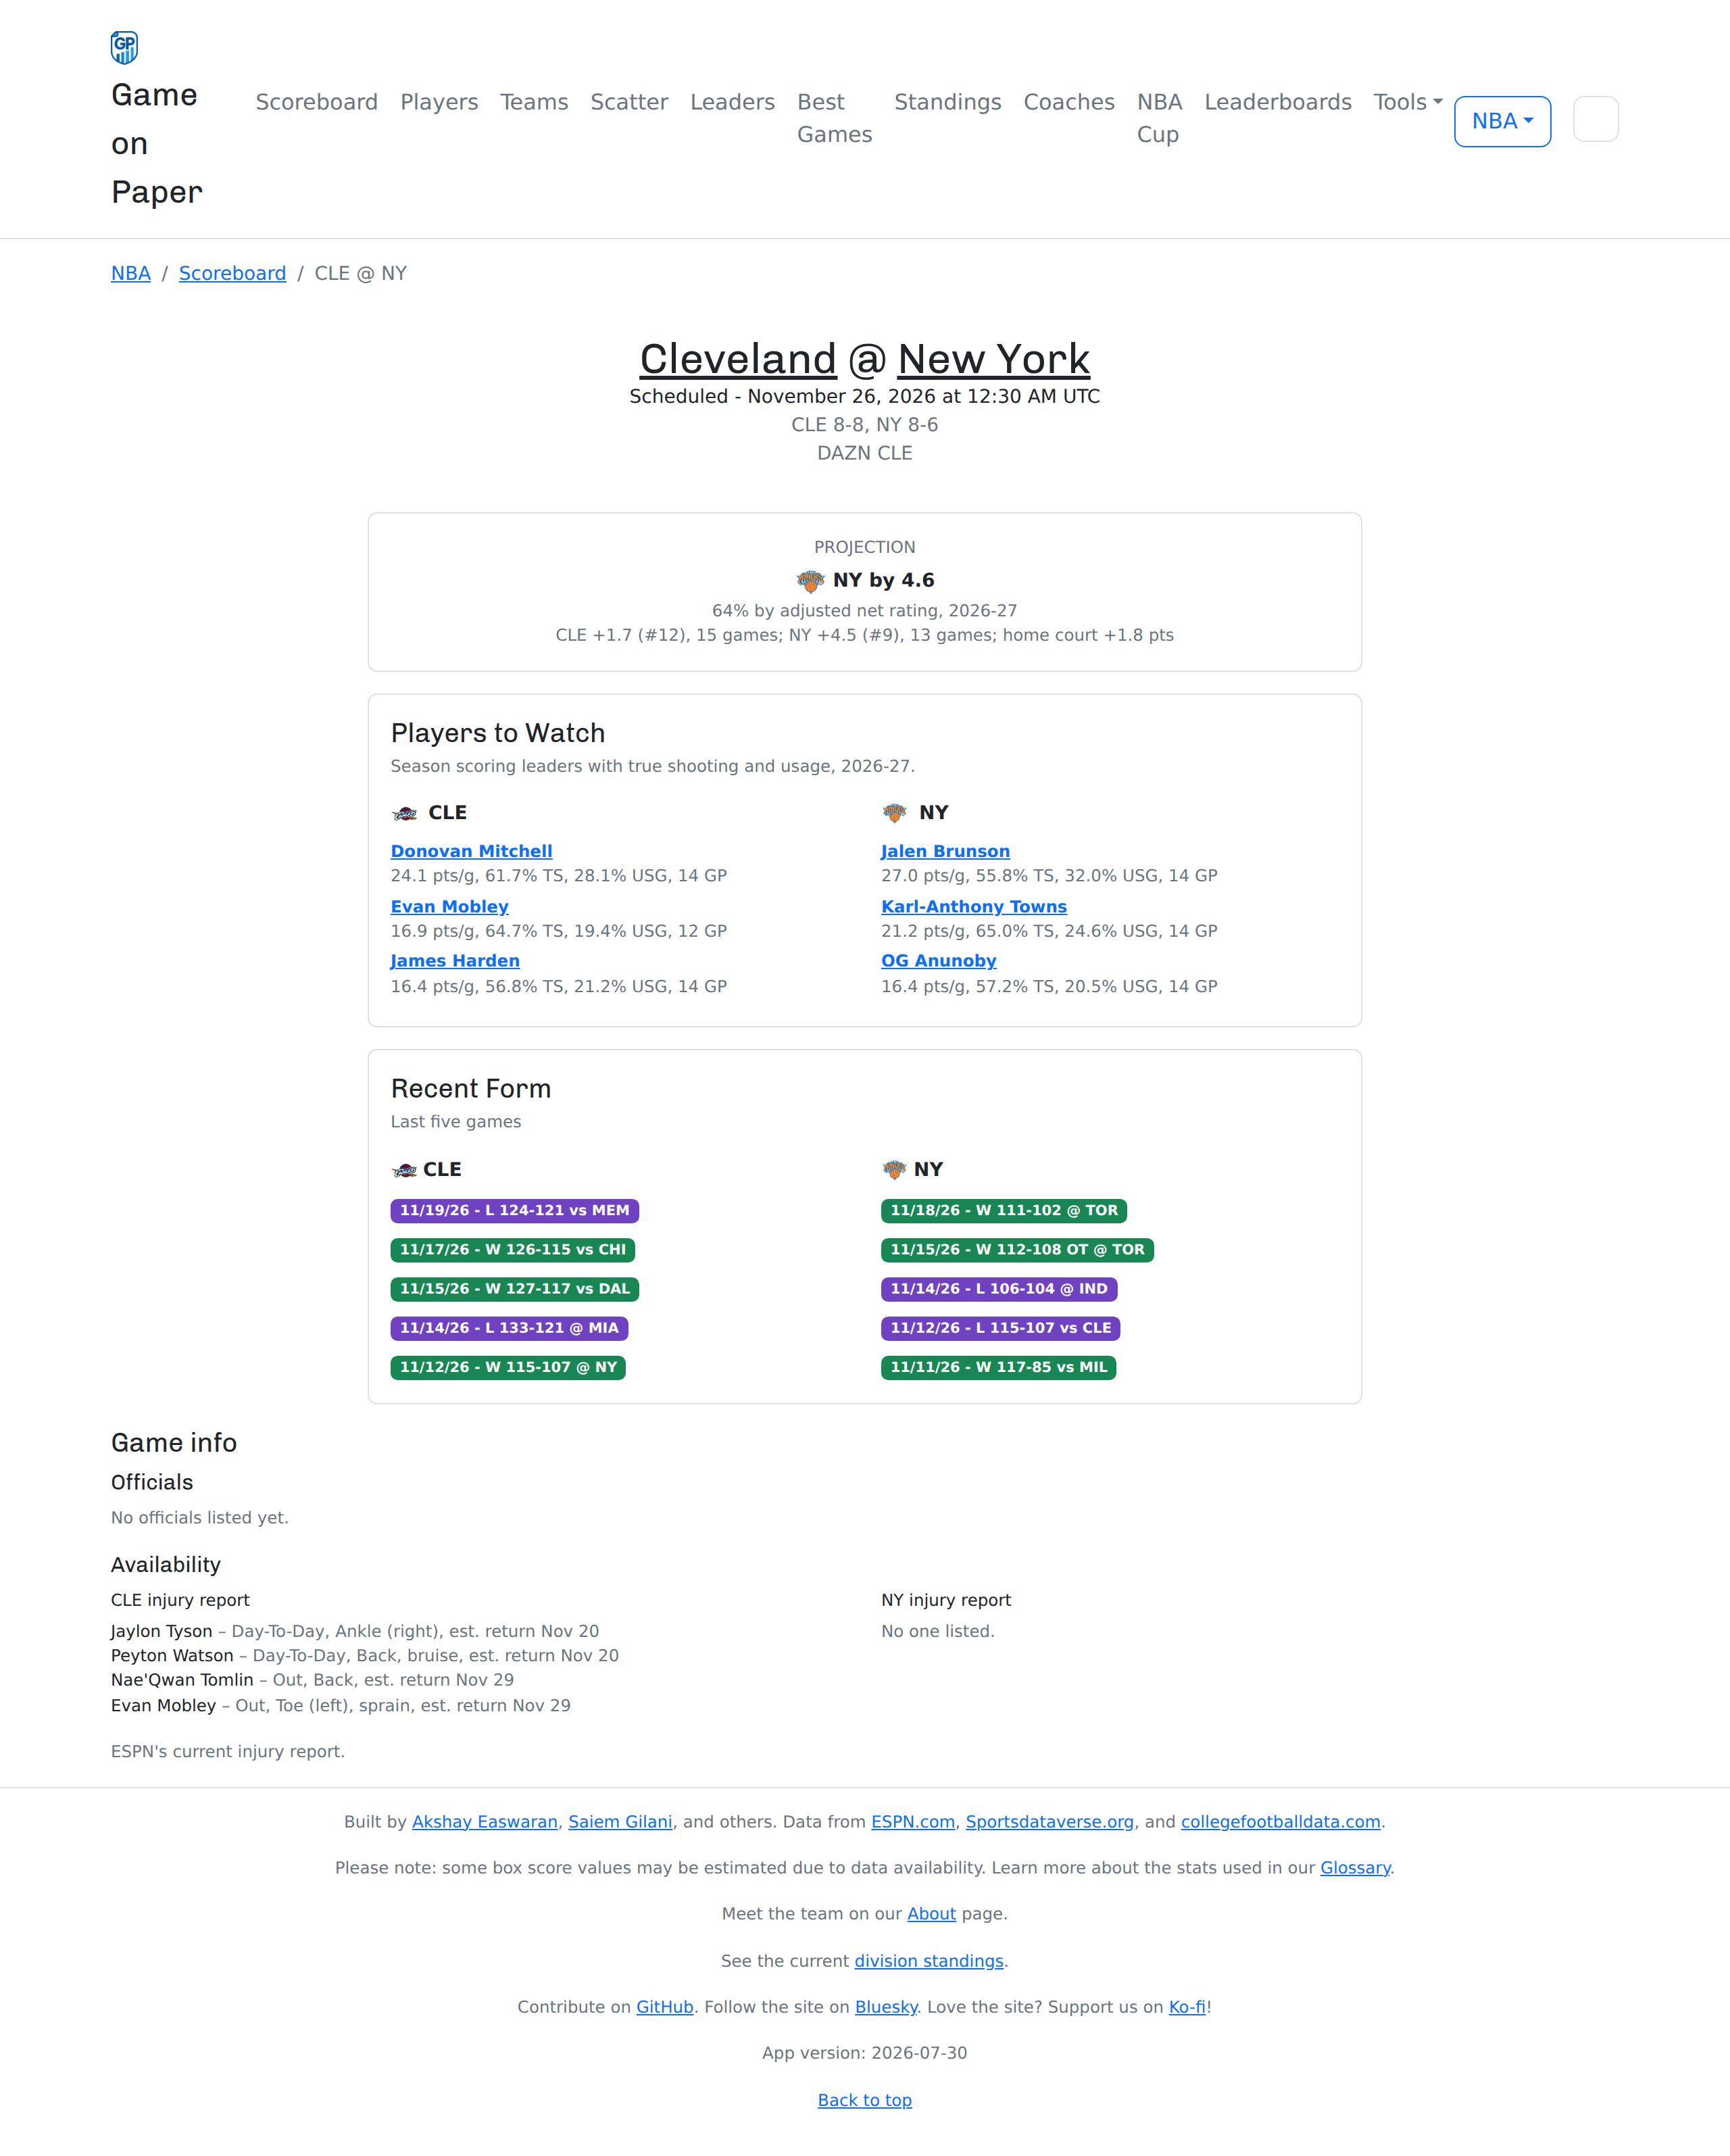 GP
Game
on
Paper
Scoreboard Players Teams Scatter Leaders Best Games Standings Coaches NBA Cup Leaderboards Tools
NBA
NBA / Scoreboard / CLE @ NY
Cleveland @ New York
Scheduled - November 26, 2026 at 12:30 AM UTC
CLE 8-8, NY 8-6
DAZN CLE
PROJECTION
NY by 4.6
64% by adjusted net rating, 2026-27
CLE +1.7 (#12), 15 games; NY +4.5 (#9), 13 games; home court +1.8 pts
Players to Watch
Season scoring leaders with true shooting and usage, 2026-27.
CLE
Donovan Mitchell
24.1 pts/g, 61.7% TS, 28.1% USG, 14 GP
Evan Mobley
16.9 pts/g, 64.7% TS, 19.4% USG, 12 GP
James Harden
16.4 pts/g, 56.8% TS, 21.2% USG, 14 GP
NY
Jalen Brunson
27.0 pts/g, 55.8% TS, 32.0% USG, 14 GP
Karl-Anthony Towns
21.2 pts/g, 65.0% TS, 24.6% USG, 14 GP
OG Anunoby
16.4 pts/g, 57.2% TS, 20.5% USG, 14 GP
Recent Form
Last five games
CLE
11/19/26 - L 124-121 vs MEM
11/17/26 - W 126-115 vs CHI
11/15/26 - W 127-117 vs DAL
11/14/26 - L 133-121 @ MIA
11/12/26 - W 115-107 @ NY
NY
11/18/26 - W 111-102 @ TOR
11/15/26 - W 112-108 OT @ TOR
11/14/26 - L 106-104 @ IND
11/12/26 - L 115-107 vs CLE
11/11/26 - W 117-85 vs MIL
Game info
Officials
No officials listed yet.
Availability
CLE injury report
Jaylon Tyson – Day-To-Day, Ankle (right), est. return Nov 20
Peyton Watson – Day-To-Day, Back, bruise, est. return Nov 20
Nae'Qwan Tomlin – Out, Back, est. return Nov 29
Evan Mobley – Out, Toe (left), sprain, est. return Nov 29
NY injury report
No one listed.
ESPN's current injury report.
Built by Akshay Easwaran, Saiem Gilani, and others. Data from ESPN.com, Sportsdataverse.org, and collegefootballdata.com.
Please note: some box score values may be estimated due to data availability. Learn more about the stats used in our Glossary.
Meet the team on our About page.
See the current division standings.
Contribute on GitHub. Follow the site on Bluesky. Love the site? Support us on Ko-fi!
App version: 2026-07-30
Back to top